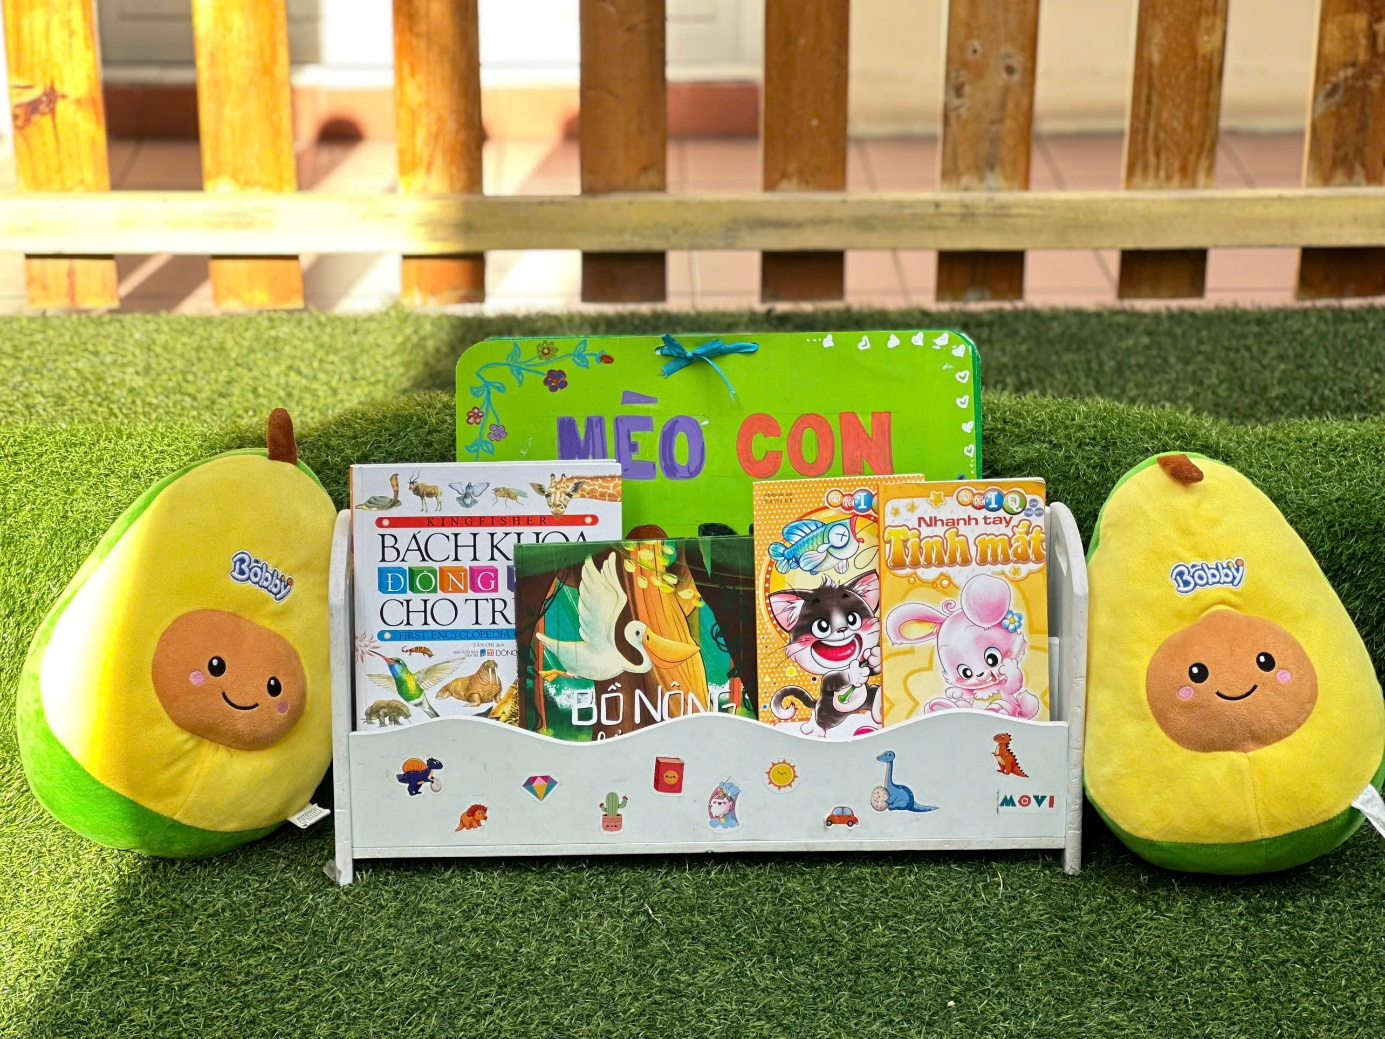 MÈO CON
KINGFISHER
BÁCH KHOA
ĐỘNG
CHO TR
FIRST ENCYCLOPEDIA
BỒ NÔNG
IQ
Nhanh tay
Tinh mắt
Bobby
Bobby
MOVI